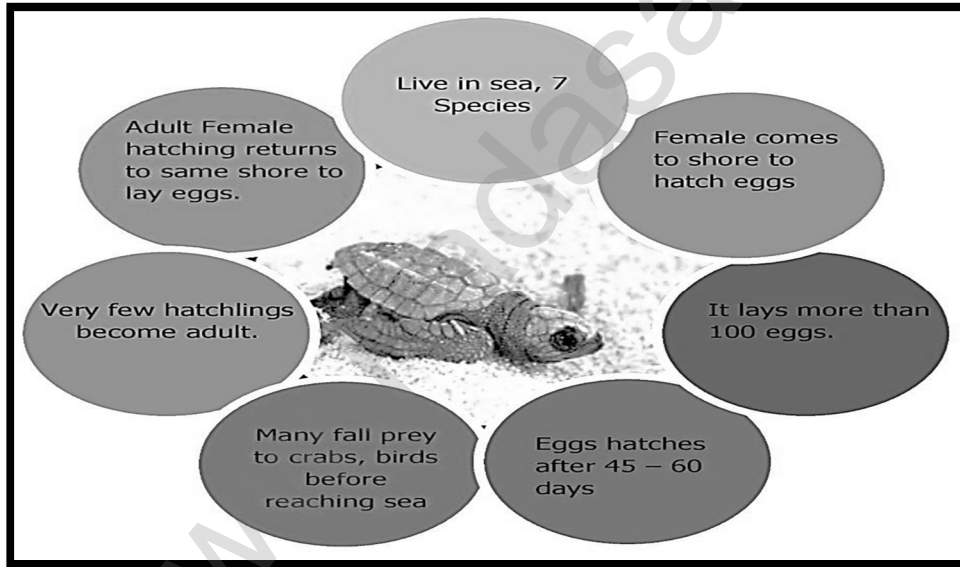 Live in sea, 7
Species
Female comes
to shore to
hatch eggs
It lays more than
100 eggs.
Eggs hatches
after 45 – 60
days
Many fall prey
to crabs, birds
before
reaching sea
Very few hatchlings
become adult.
Adult Female
hatching returns
to same shore to
lay eggs.